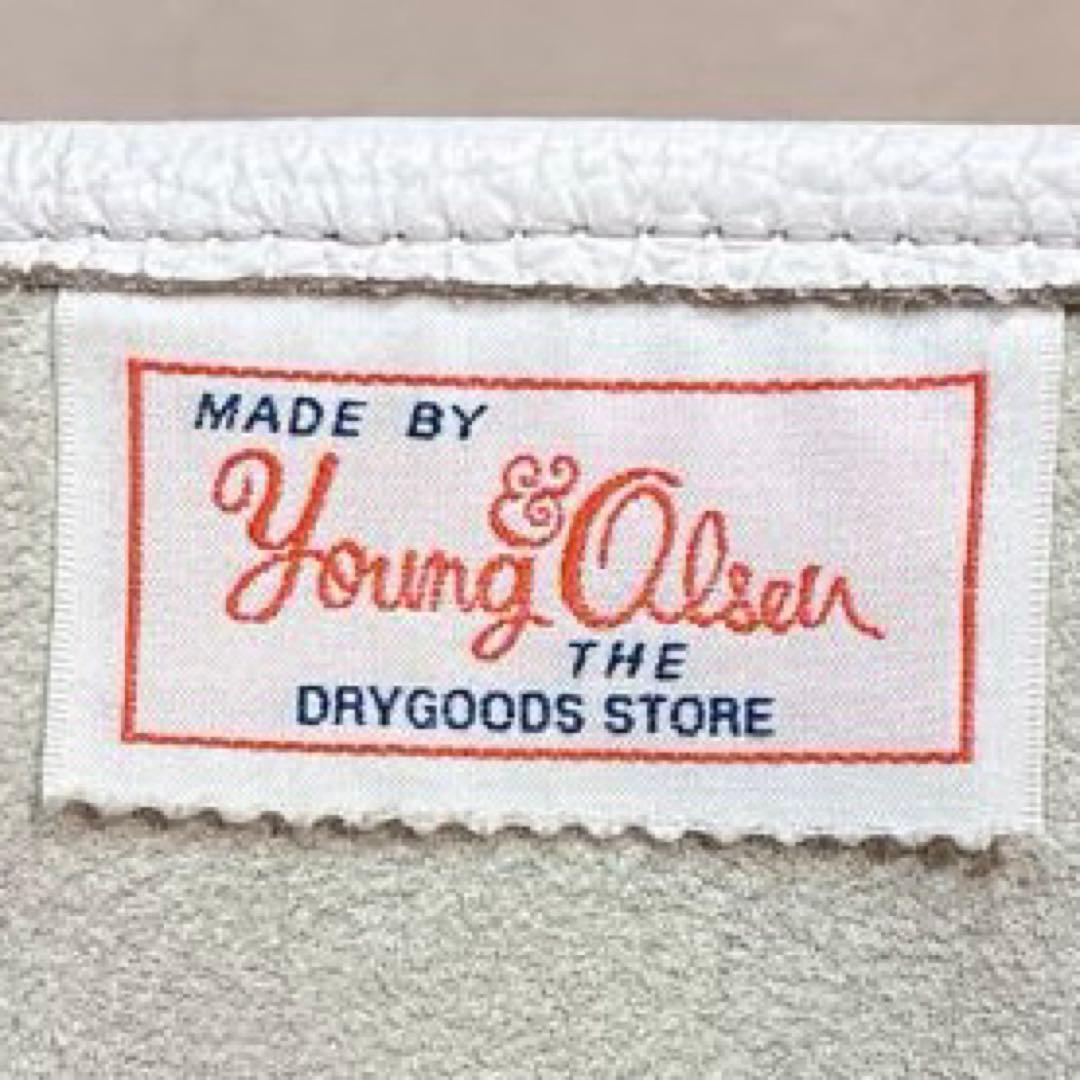 MADE BY
Young & Olsen
THE
DRYGOODS STORE